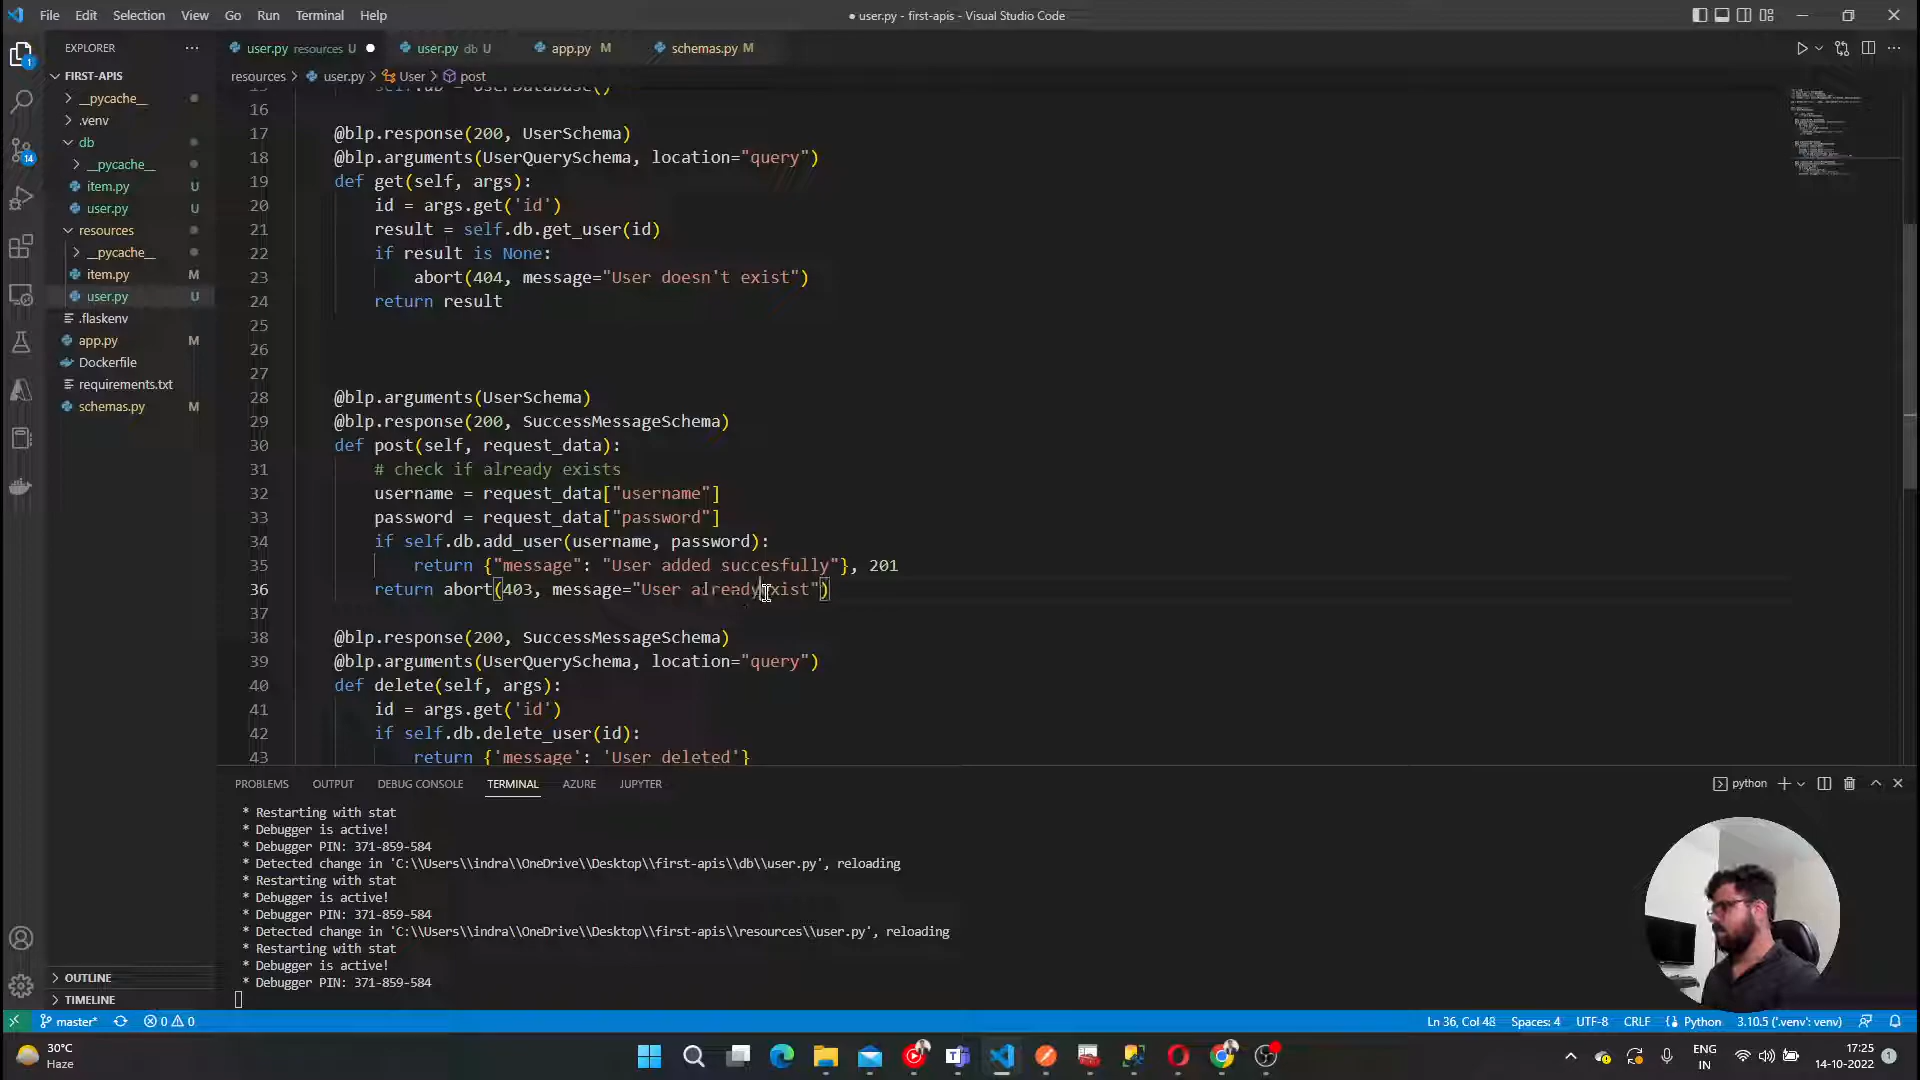 File Edit Selection View Go Run Terminal Help
● user.py - first-apis - Visual Studio Code
EXPLORER
user.py resources U
user.py db U
app.py M
schemas.py M
resources > user.py > User > post
FIRST-APIS
__pycache__
.venv
db
__pycache__
item.py U
user.py U
resources
__pycache__
item.py M
user.py U
.flaskenv
app.py M
Dockerfile
requirements.txt
schemas.py M
OUTLINE
TIMELINE
1
14
self.db = UserDatabase()
16
17 @blp.response(200, UserSchema)
18 @blp.arguments(UserQuerySchema, location="query")
19 def get(self, args):
20 id = args.get('id')
21 result = self.db.get_user(id)
22 if result is None:
23 abort(404, message="User doesn't exist")
24 return result
25
26
27
28 @blp.arguments(UserSchema)
29 @blp.response(200, SuccessMessageSchema)
30 def post(self, request_data):
31 # check if already exists
32 username = request_data["username"]
33 password = request_data["password"]
34 if self.db.add_user(username, password):
35 return {"message": "User added succesfully"}, 201
36 return abort(403, message="User already exist")
37
38 @blp.response(200, SuccessMessageSchema)
39 @blp.arguments(UserQuerySchema, location="query")
40 def delete(self, args):
41 id = args.get('id')
42 if self.db.delete_user(id):
43 return {'message': 'User deleted'}
PROBLEMS OUTPUT DEBUG CONSOLE TERMINAL AZURE JUPYTER
python
* Restarting with stat
* Debugger is active!
* Debugger PIN: 371-859-584
* Detected change in 'C:\\Users\\indra\\OneDrive\\Desktop\\first-apis\\db\\user.py', reloading
* Restarting with stat
* Debugger is active!
* Debugger PIN: 371-859-584
* Detected change in 'C:\\Users\\indra\\OneDrive\\Desktop\\first-apis\\resources\\user.py', reloading
* Restarting with stat
* Debugger is active!
* Debugger PIN: 371-859-584
master* 0 0
Ln 36, Col 48 Spaces: 4 UTF-8 CRLF Python 3.10.5 ('.venv': venv)
30°C
Haze
ENG
IN
17:25
14-10-2022
1